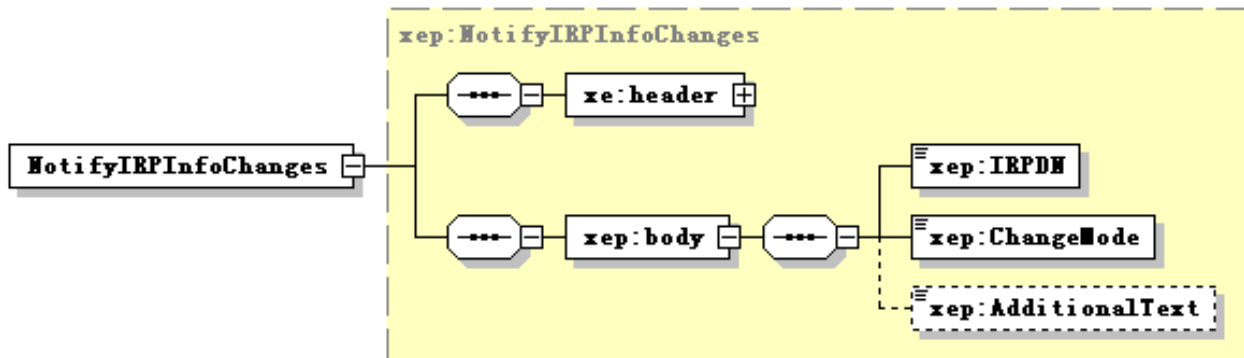 xep:NotifyIRPInfoChanges
xe:header
NotifyIRPInfoChanges
xep:IRPDN
xep:body
xep:ChangeMode
xep:AdditionalText